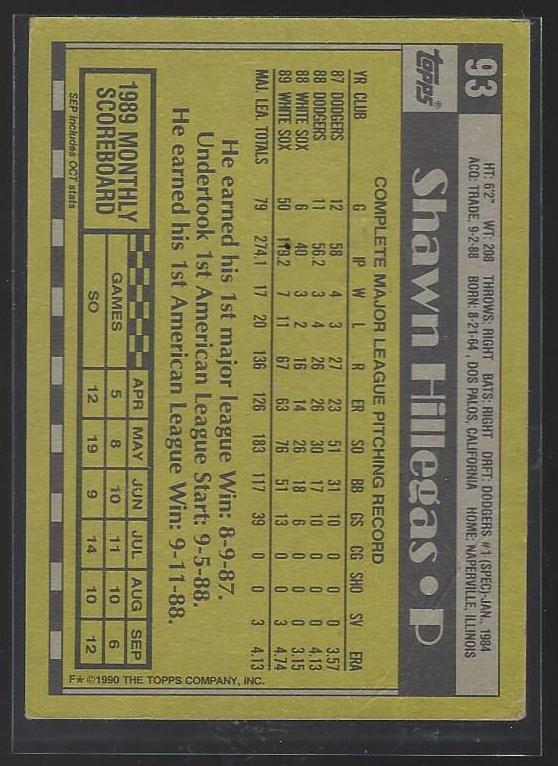 93
topps®
HT: 6'2" WT: 208 THROWS: RIGHT BATS: RIGHT DRFT: DODGERS #1 (SPEC)-JAN., 1984
ACQ: TRADE, 9-2-88 BORN: 8-21-64, DOS PALOS, CALIFORNIA HOME: NAPERVILLE, ILLINOIS
Shawn Hillegas • P
COMPLETE MAJOR LEAGUE PITCHING RECORD
YR CLUB G IP W L R ER SO BB GS CG SHO SV ERA
87 DODGERS 12 58 4 3 27 23 51 31 10 0 0 0 3.57
88 DODGERS 11 56.2 3 4 26 26 30 17 10 0 0 0 4.13
88 WHITE SOX 6 40 3 2 16 14 26 18 6 0 0 0 3.15
89 WHITE SOX 50 119.2 7 11 67 63 76 51 13 0 0 3 4.74
MAJ. LEA. TOTALS 79 274.1 17 20 136 126 183 117 39 0 0 3 4.13
He earned his 1st major league Win: 8-9-87.
Undertook 1st American League Start: 9-5-88.
He earned his 1st American League Win: 9-11-88.
1989 MONTHLY
SCOREBOARD
APR MAY JUN JUL AUG SEP
GAMES 5 8 10 11 10 6
SO 12 19 9 14 10 12
SEP includes OCT stats
F★ ©1990 THE TOPPS COMPANY, INC.